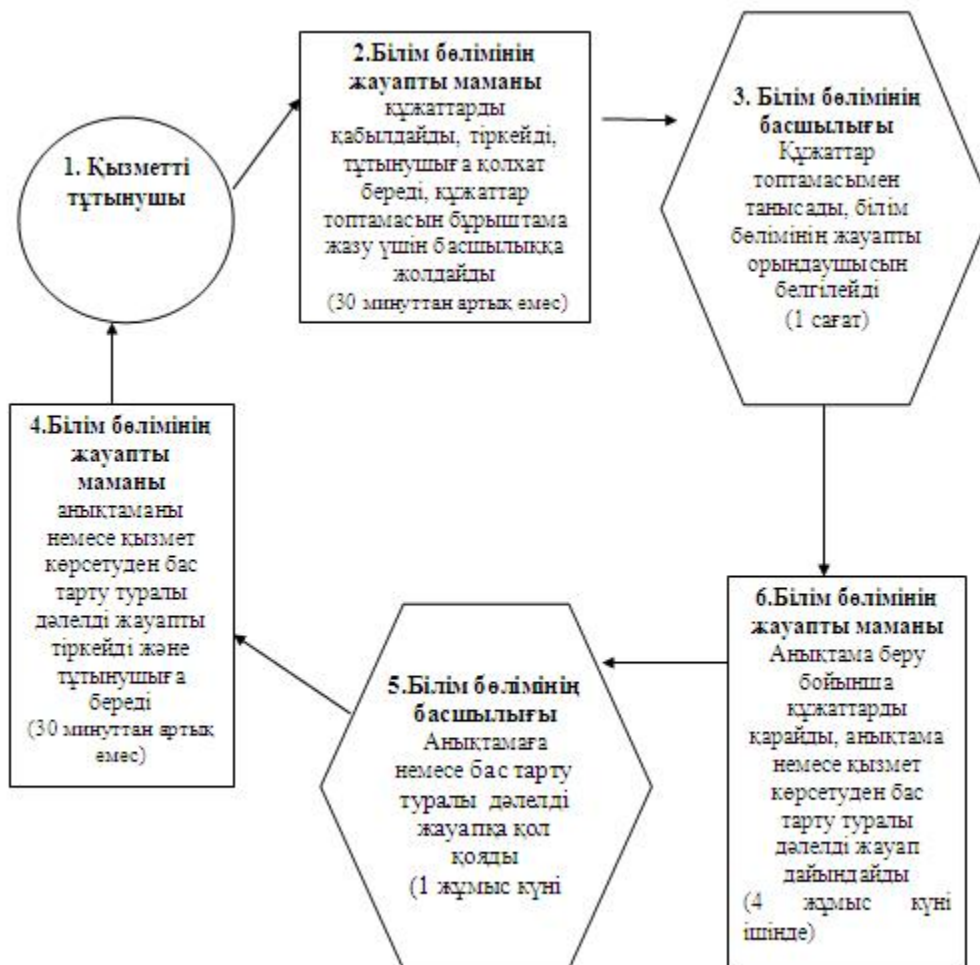 1. Қызметті
тұтынушы
2.Білім бөлімінің
жауапты маманы
құжаттарды
қабылдайды, тіркейді,
тұтынушыға қолхат
береді, құжаттар
топтамасын бұрыштама
жазу үшін басшылыққа
жолдайды
(30 минуттан артық емес)
3. Білім бөлімінің
басшылығы
Құжаттар
топтамасымен
танысады, білім
бөлімінің жауапты
орындаушысын
белгілейді
(1 сағат)
4.Білім бөлімінің
жауапты
маманы
анықтаманы
немесе қызмет
көрсетуден бас
тарту туралы
дәлелді жауапты
тіркейді және
тұтынушыға
береді
(30 минуттан артық
емес)
5.Білім бөлімінің
басшылығы
Анықтамаға
немесе бас тарту
туралы дәлелді
жауапқа қол
қояды
(1 жұмыс күні
6.Білім бөлімінің
жауапты маманы
Анықтама беру
бойынша
құжаттарды
қарайды, анықтама
немесе қызмет
көрсетуден бас
тарту туралы
дәлелді жауап
дайындайды
(4 жұмыс күні
ішінде)